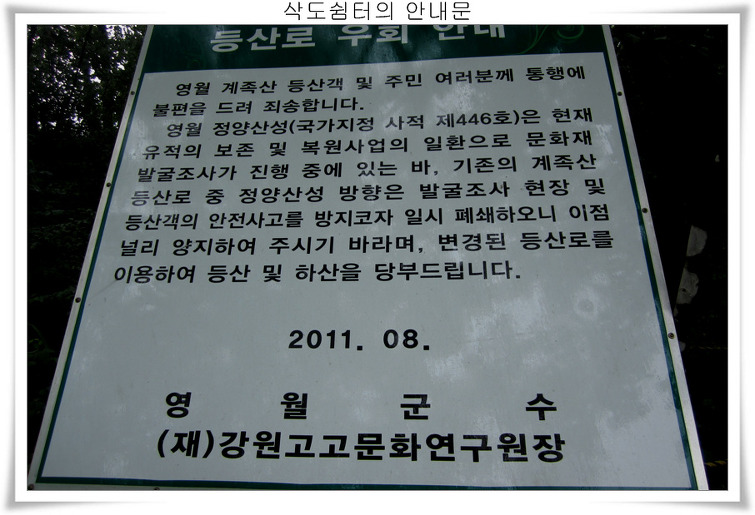 삭도쉼터의 안내문
등산로 우회 안내
영월 계족산 등산객 및 주민 여러분께 통행에
불편을 드려 죄송합니다.
영월 정양산성(국가지정 사적 제446호)은 현재
유적의 보존 및 복원사업의 일환으로 문화재
발굴조사가 진행 중에 있는 바, 기존의 계족산
등산로 중 정양산성 방향은 발굴조사 현장 및
등산객의 안전사고를 방지코자 일시 폐쇄하오니 이점
널리 양지하여 주시기 바라며, 변경된 등산로를
이용하여 등산 및 하산을 당부드립니다.
2011. 08.
영 월 군 수
(재)강원고고문화연구원장